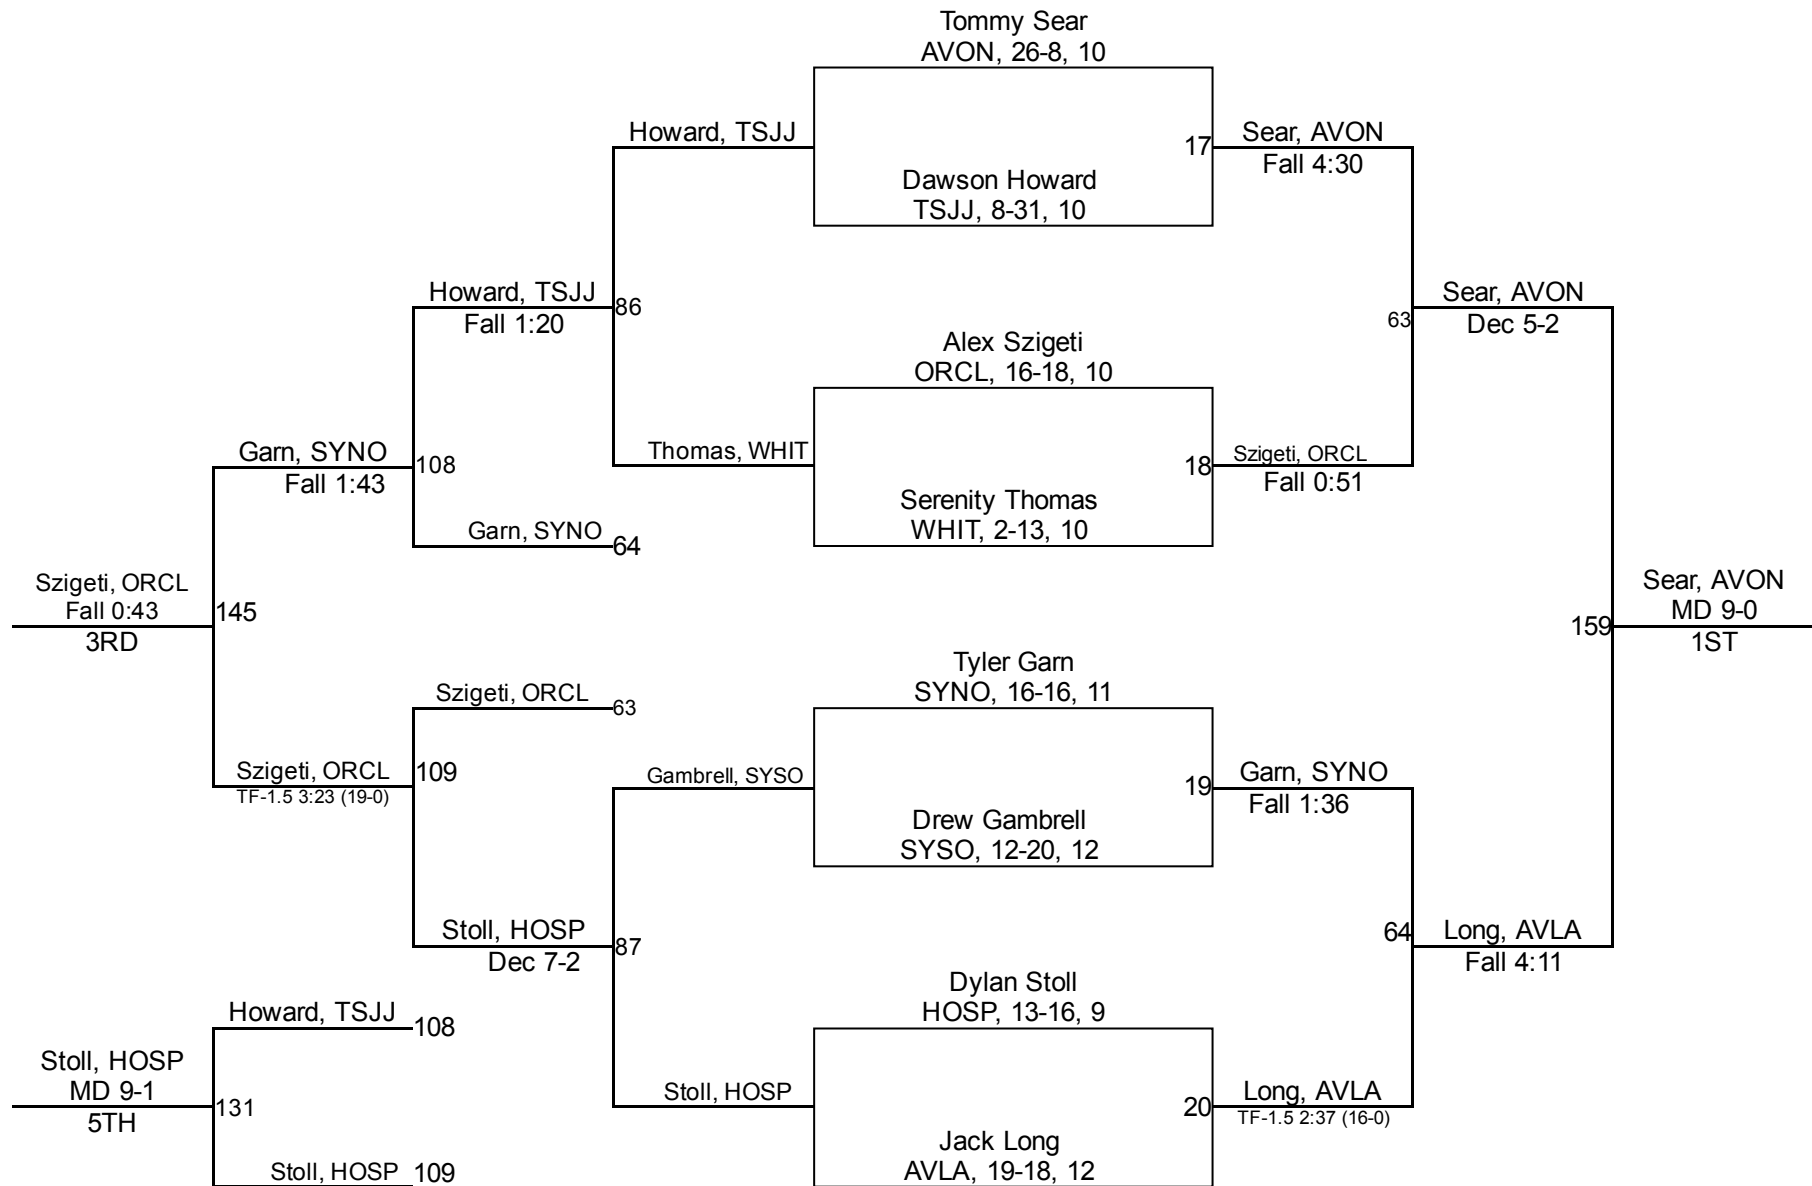 Tommy Sear
AVON, 26-8, 10
Howard, TSJJ
17
Sear, AVON
Fall 4:30
Dawson Howard
TSJJ, 8-31, 10
Howard, TSJJ
Fall 1:20
86
63
Sear, AVON
Dec 5-2
Alex Szigeti
ORCL, 16-18, 10
Garn, SYNO
Fall 1:43
108
Thomas, WHIT
18
Szigeti, ORCL
Fall 0:51
Serenity Thomas
WHIT, 2-13, 10
Garn, SYNO
64
Szigeti, ORCL
Fall 0:43
3RD
145
159
Sear, AVON
MD 9-0
1ST
Tyler Garn
SYNO, 16-16, 11
Szigeti, ORCL
63
Szigeti, ORCL
TF-1.5 3:23 (19-0)
109
Gambrell, SYSO
19
Garn, SYNO
Fall 1:36
Drew Gambrell
SYSO, 12-20, 12
Stoll, HOSP
Dec 7-2
87
64
Long, AVLA
Fall 4:11
Dylan Stoll
HOSP, 13-16, 9
Howard, TSJJ
108
Stoll, HOSP
MD 9-1
5TH
131
Stoll, HOSP
20
Long, AVLA
TF-1.5 2:37 (16-0)
Jack Long
AVLA, 19-18, 12
Stoll, HOSP
109